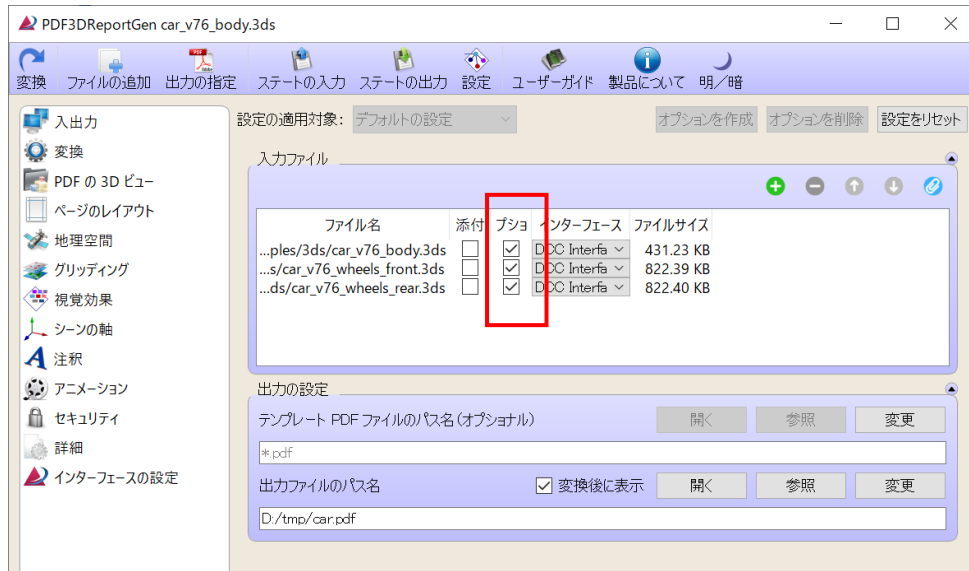 PDF3DReportGen car_v76_body.3ds
変換 ファイルの追加 出力の指定 ステートの入力 ステートの出力 設定 ユーザーガイド 製品について 明／暗
設定の適用対象: デフォルトの設定 オプションを作成 オプションを削除 設定をリセット
入出力
変換
PDF の 3D ビュー
ページのレイアウト
地理空間
グリッディング
視覚効果
シーンの軸
注釈
アニメーション
セキュリティ
詳細
インターフェースの設定
入力ファイル
ファイル名 添付 プショ インターフェース ファイルサイズ
...ples/3ds/car_v76_body.3ds DCC Interfa 431.23 KB
...s/car_v76_wheels_front.3ds DCC Interfa 822.39 KB
...ds/car_v76_wheels_rear.3ds DCC Interfa 822.40 KB
出力の設定
テンプレート PDF ファイルのパス名(オプショナル) 開く 参照 変更
*.pdf
出力ファイルのパス名 変換後に表示 開く 参照 変更
D:/tmp/car.pdf